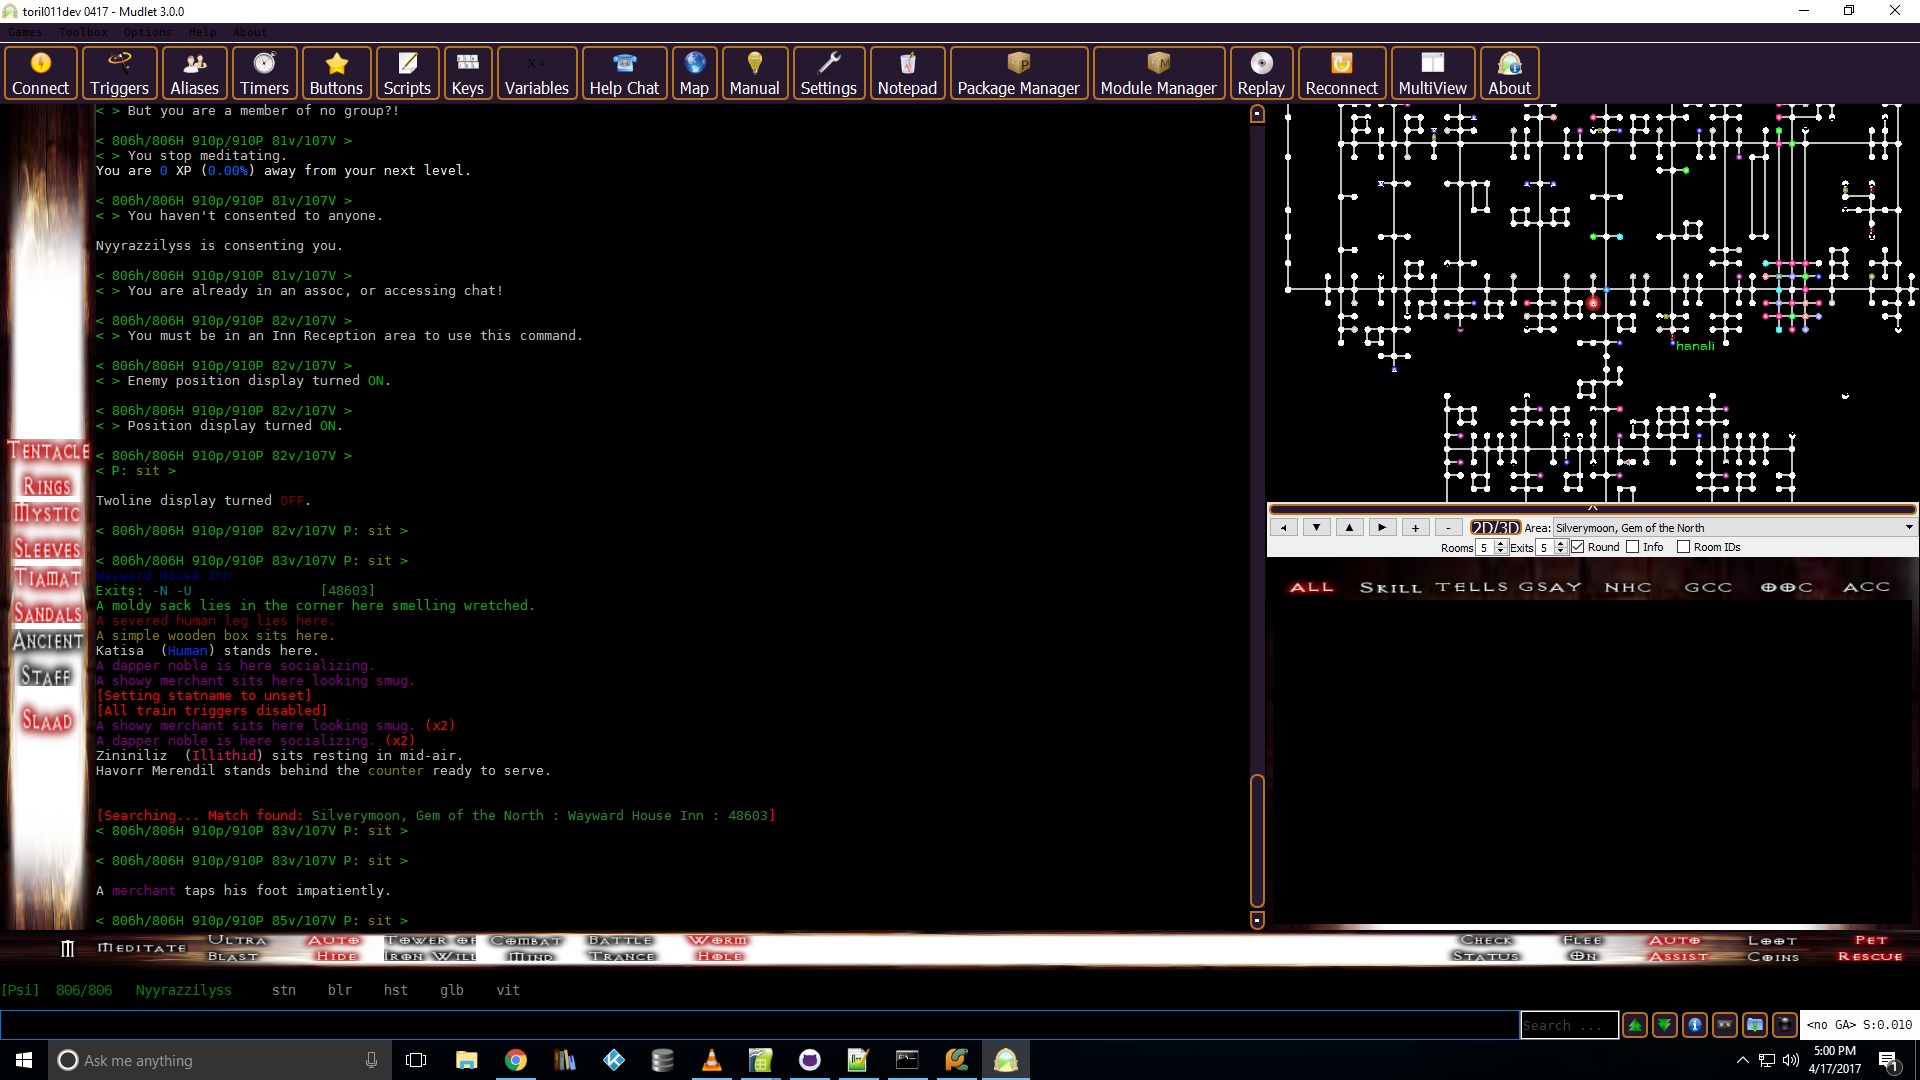 toril011dev 0417 - Mudlet 3.0.0
Games Toolbox Options Help About
Connect Triggers Aliases Timers Buttons Scripts Keys Variables Help Chat Map Manual Settings Notepad Package Manager Module Manager Replay Reconnect MultiView About
< > But you are a member of no group?!
< 806h/806H 910p/910P 81v/107V >
< > You stop meditating.
You are 0 XP (0.00%) away from your next level.
< 806h/806H 910p/910P 81v/107V >
< > You haven't consented to anyone.
Nyyrazzilyss is consenting you.
< 806h/806H 910p/910P 81v/107V >
< > You are already in an assoc, or accessing chat!
< 806h/806H 910p/910P 82v/107V >
< > You must be in an Inn Reception area to use this command.
< 806h/806H 910p/910P 82v/107V >
< > Enemy position display turned ON.
< 806h/806H 910p/910P 82v/107V >
< > Position display turned ON.
< 806h/806H 910p/910P 82v/107V >
< P: sit >
Twoline display turned OFF.
< 806h/806H 910p/910P 82v/107V P: sit >
< 806h/806H 910p/910P 83v/107V P: sit >
Wayward House Inn
Exits: -N -U [48603]
A moldy sack lies in the corner here smelling wretched.
A severed human leg lies here.
A simple wooden box sits here.
Katisa (Human) stands here.
A dapper noble is here socializing.
A showy merchant sits here looking smug.
[Setting statname to unset]
[All train triggers disabled]
A showy merchant sits here looking smug. (x2)
A dapper noble is here socializing. (x2)
Zininiliz (Illithid) sits resting in mid-air.
Havorr Merendil stands behind the counter ready to serve.
[Searching... Match found: Silverymoon, Gem of the North : Wayward House Inn : 48603]
< 806h/806H 910p/910P 83v/107V P: sit >
< 806h/806H 910p/910P 83v/107V P: sit >
A merchant taps his foot impatiently.
< 806h/806H 910p/910P 85v/107V P: sit >
Tentacle
Rings
Mystic
Sleeves
Tiamat
Sandals
Ancient
Staff
Slaad
hanali
2D/3D Area: Silverymoon, Gem of the North
Rooms 5 Exits 5 Round Info Room IDs
ALL Skill Tells GSAY NHC GCC OOC ACC
Meditate
Ultra Blast
Auto Hide
Tower of Iron Will
Combat Mind
Battle Trance
Worm Hole
Check Status
Flee On
Auto Assist
Loot Coins
Pet Rescue
[Psi] 806/806 Nyyrazzilyss stn blr hst glb vit
Search ...
<no GA> S:0.010
Ask me anything
5:00 PM
4/17/2017
1